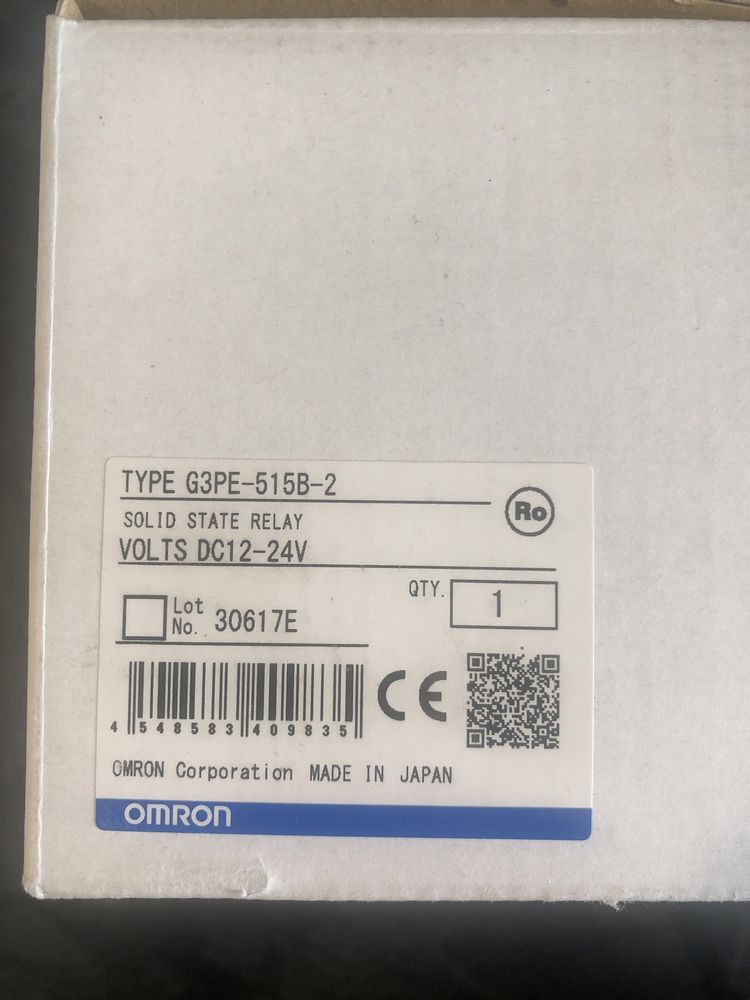 TYPE G3PE-515B-2
Ro
SOLID STATE RELAY
VOLTS DC12-24V
QTY. 1
Lot No. 30617E
CE
4 548583 409835
OMRON Corporation MADE IN JAPAN
OMRON